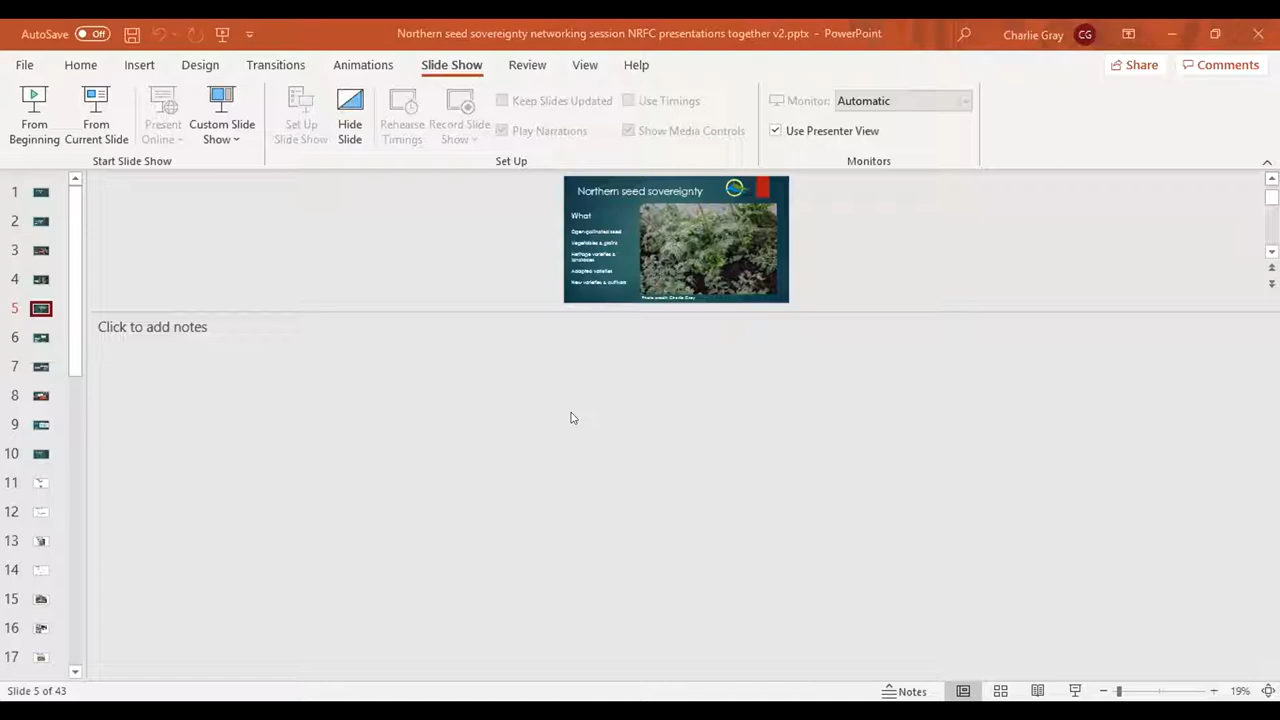 AutoSave Off Northern seed sovereignty networking session NRFC presentations together v2.pptx - PowerPoint Charlie Gray CG
File Home Insert Design Transitions Animations Slide Show Review View Help Share Comments
From Beginning
From Current Slide
Present Online
Custom Slide Show
Set Up Slide Show
Hide Slide
Rehearse Timings
Record Slide Show
Keep Slides Updated
Play Narrations
Use Timings
Show Media Controls
Monitor: Automatic
Use Presenter View
Start Slide Show Set Up Monitors
1
2
3
4
5
6
7
8
9
10
11
12
13
14
15
16
17
Northern seed sovereignty
What
Open pollinated seed
Vegetables & grains
Heritage varieties &
landraces
Adapted varieties
New varieties & cultivars
Photo credit: Charlie Gray
Click to add notes
Slide 5 of 43 Notes 19%